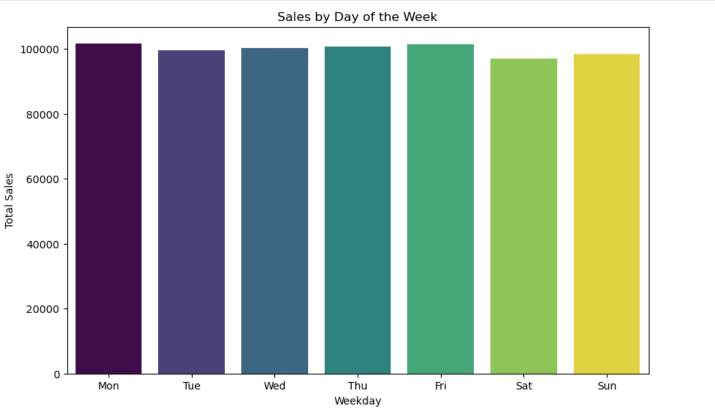 Sales by Day of the Week
100000
80000
60000
40000
20000
0
Total Sales
Mon Tue Wed Thu Fri Sat Sun
Weekday